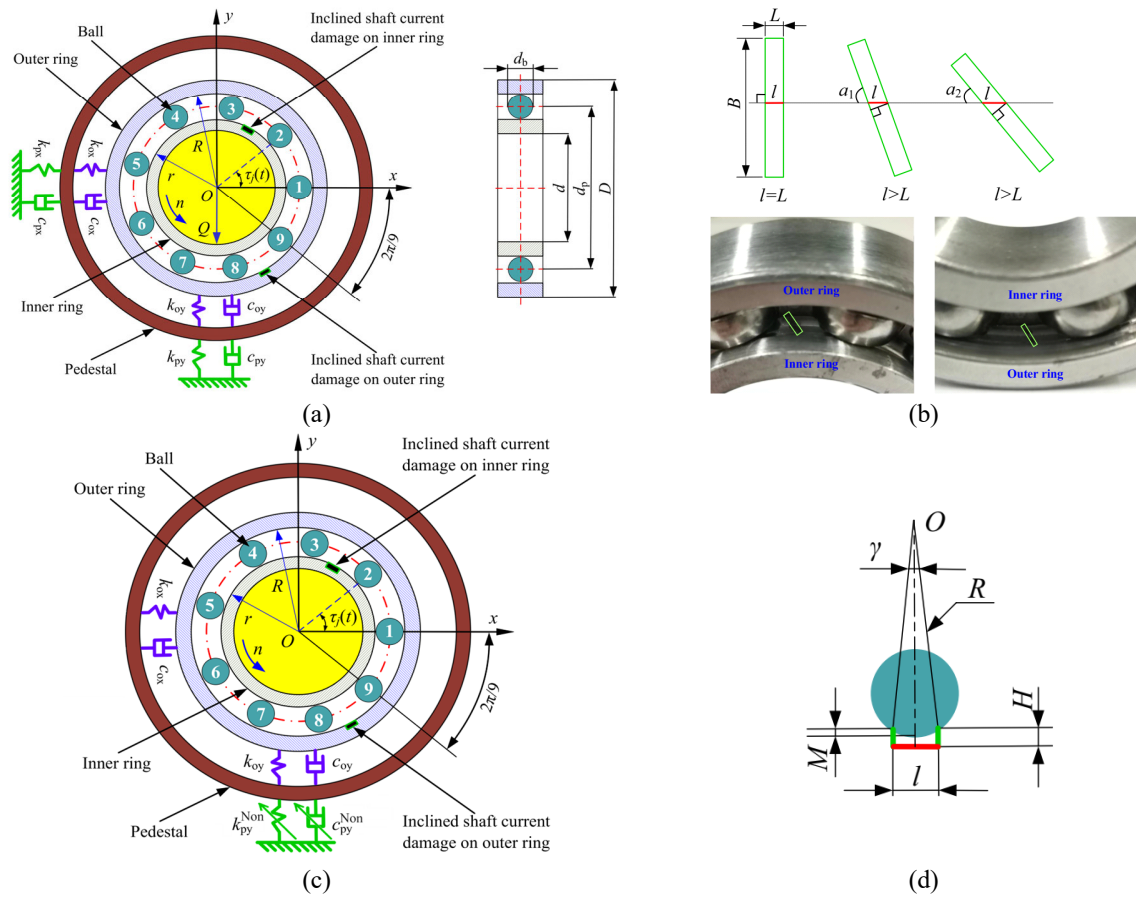 y
Ball
Inclined shaft current
damage on inner ring
Outer ring
3
4
2
R
5
r
τj(t)
1
x
O
n
Q
6
9
7
8
2π/9
kpx
kox
cpx
cox
Inner ring
koy
coy
Pedestal
kpy
cpy
Inclined shaft current
damage on outer ring
db
d
dp
D
(a)
L
B
l
a1
l
a2
l
l=L
l>L
l>L
Outer ring
Inner ring
Inner ring
Outer ring
(b)
y
Ball
Inclined shaft current
damage on inner ring
Outer ring
3
4
2
R
kox
5
r
τj(t)
1
x
O
n
cox
6
9
7
8
2π/9
Inner ring
koy
coy
Pedestal
kpy^Non
cpy^Non
Inclined shaft current
damage on outer ring
(c)
O
γ
R
H
M
l
(d)